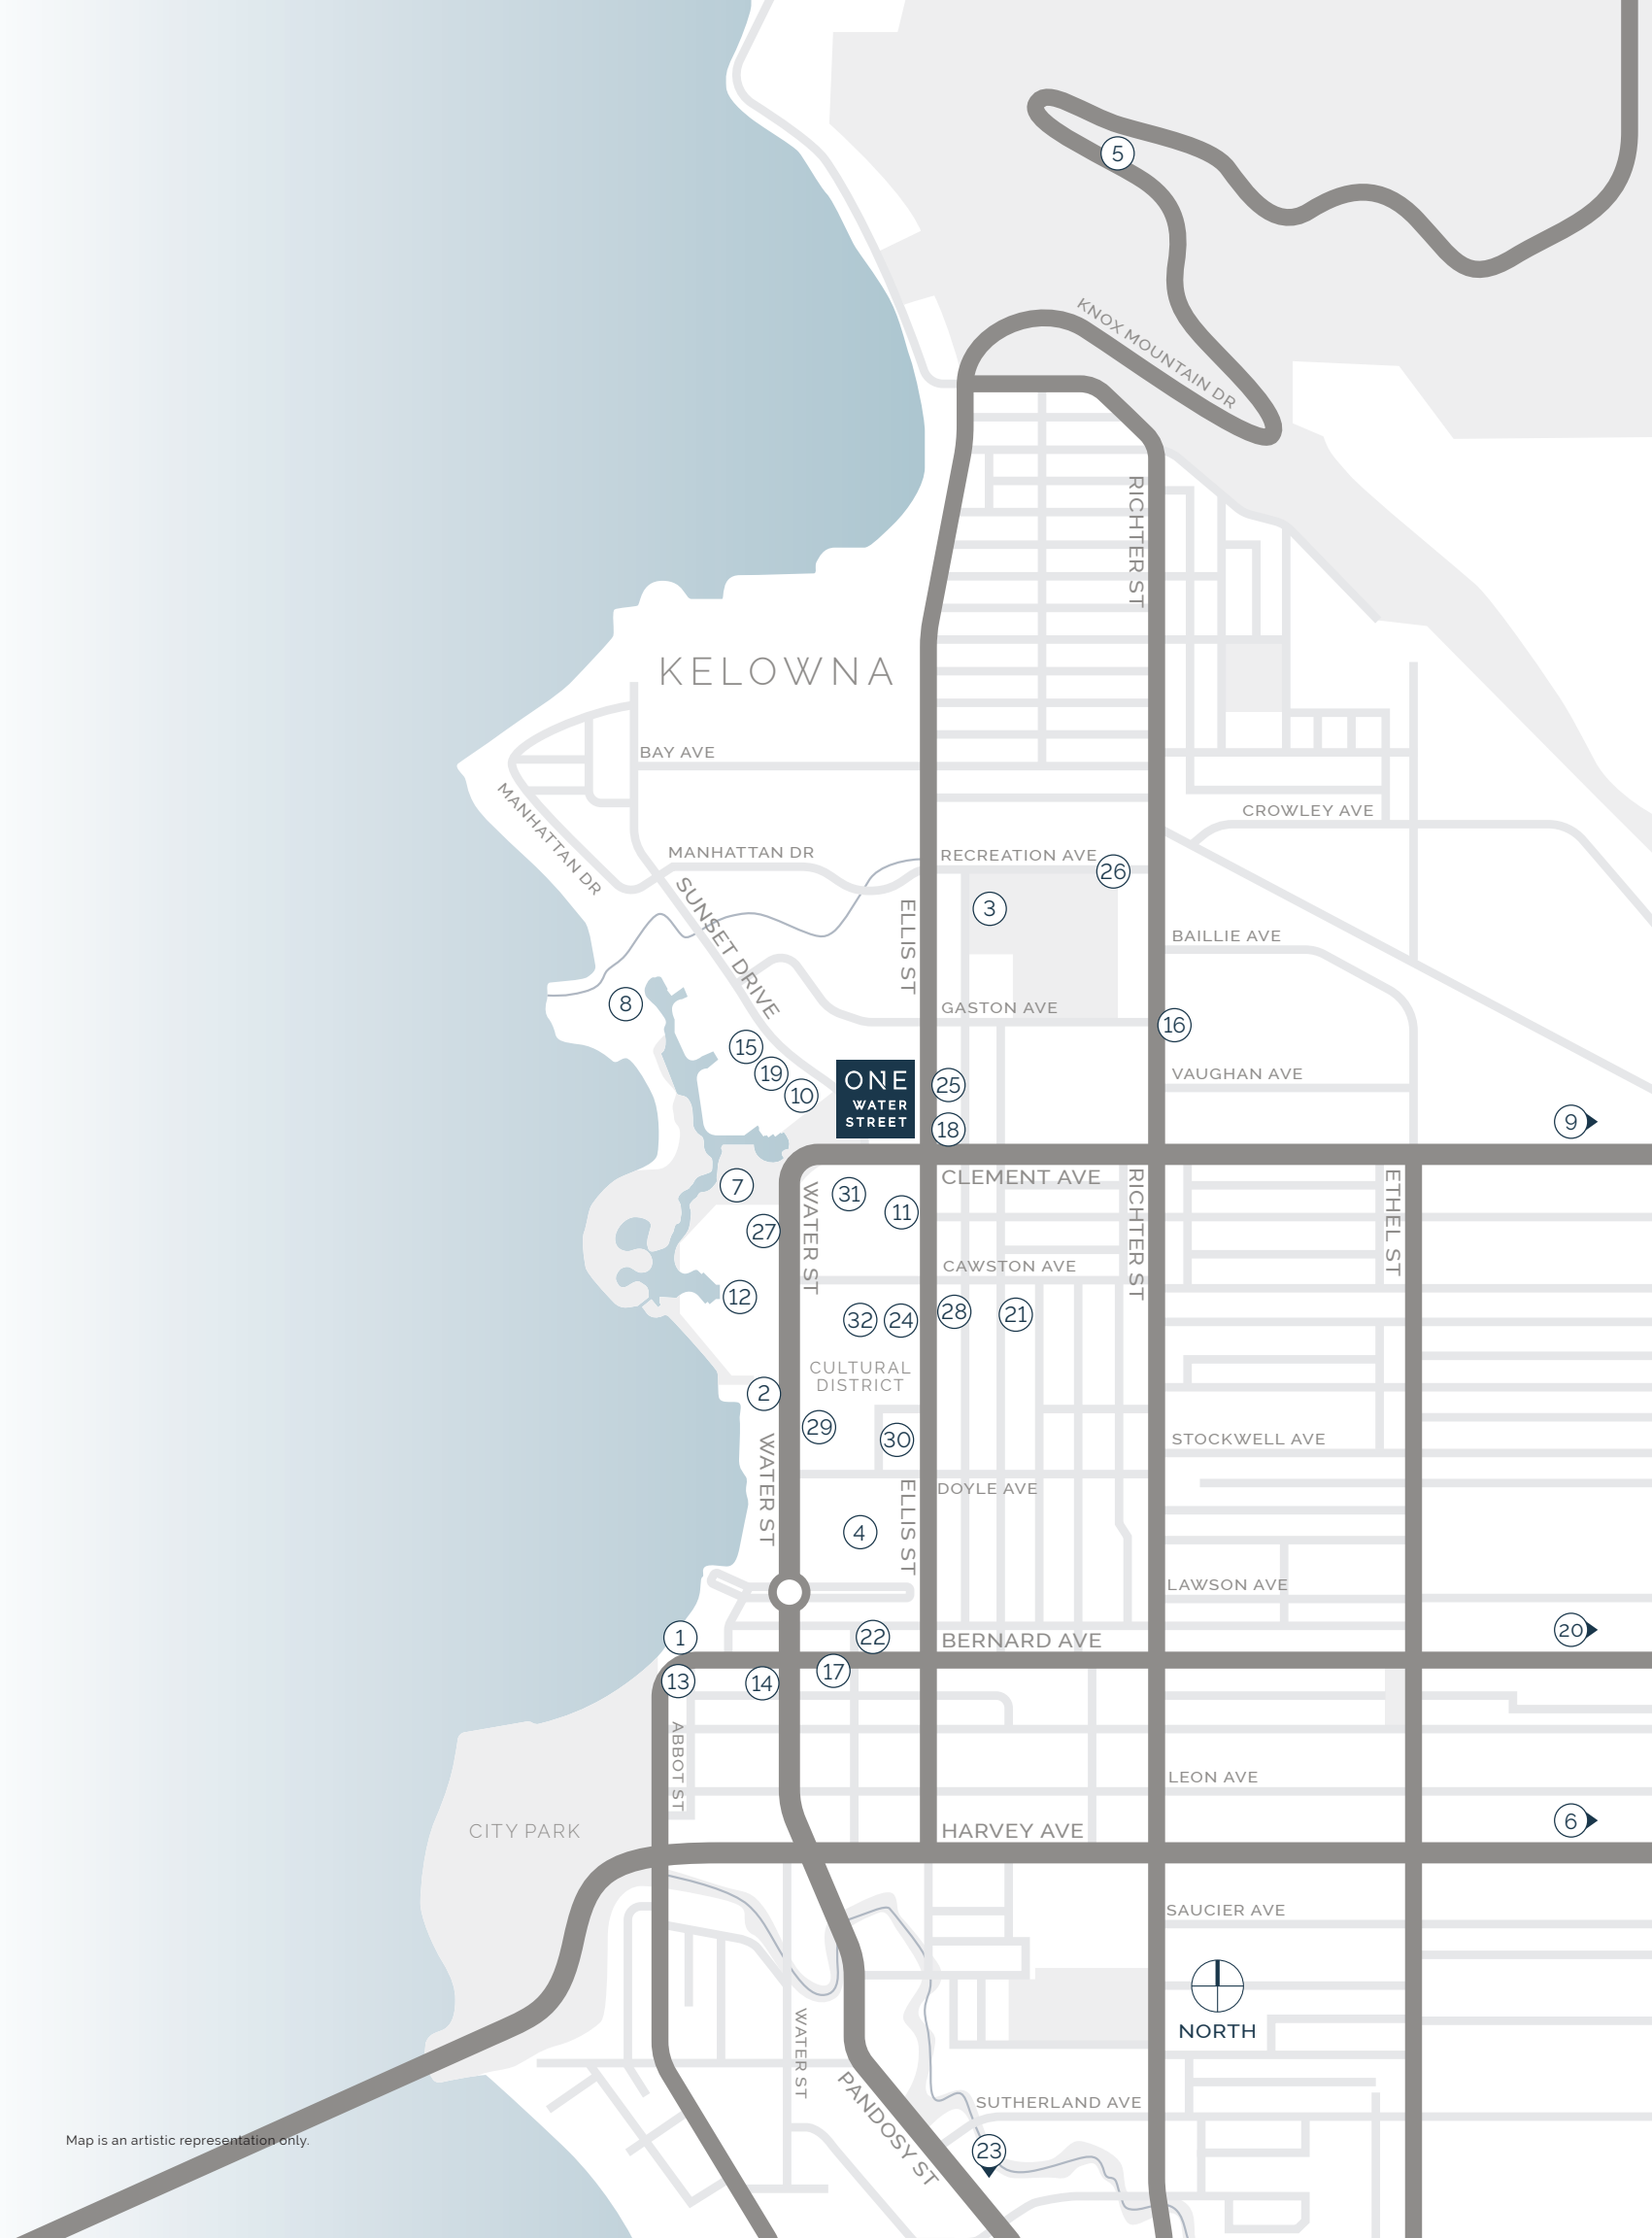 5
KNOX MOUNTAIN DR
RICHTER ST
KELOWNA
BAY AVE
MANHATTAN DR
CROWLEY AVE
MANHATTAN DR
RECREATION AVE
26
SUNSET DRIVE
ELLIS ST
3
BAILLIE AVE
8
GASTON AVE
16
15
19
10
ONE
WATER
STREET
25
18
VAUGHAN AVE
9
CLEMENT AVE
7
31
11
27
WATER ST
RICHTER ST
ETHEL ST
CAWSTON AVE
12
32
24
28
21
CULTURAL
DISTRICT
2
29
30
STOCKWELL AVE
WATER ST
ELLIS ST
DOYLE AVE
4
LAWSON AVE
1
22
BERNARD AVE
20
13
14
17
ABBOT ST
LEON AVE
CITY PARK
HARVEY AVE
6
SAUCIER AVE
NORTH
WATER ST
PANDOSY ST
SUTHERLAND AVE
23
Map is an artistic representation only.